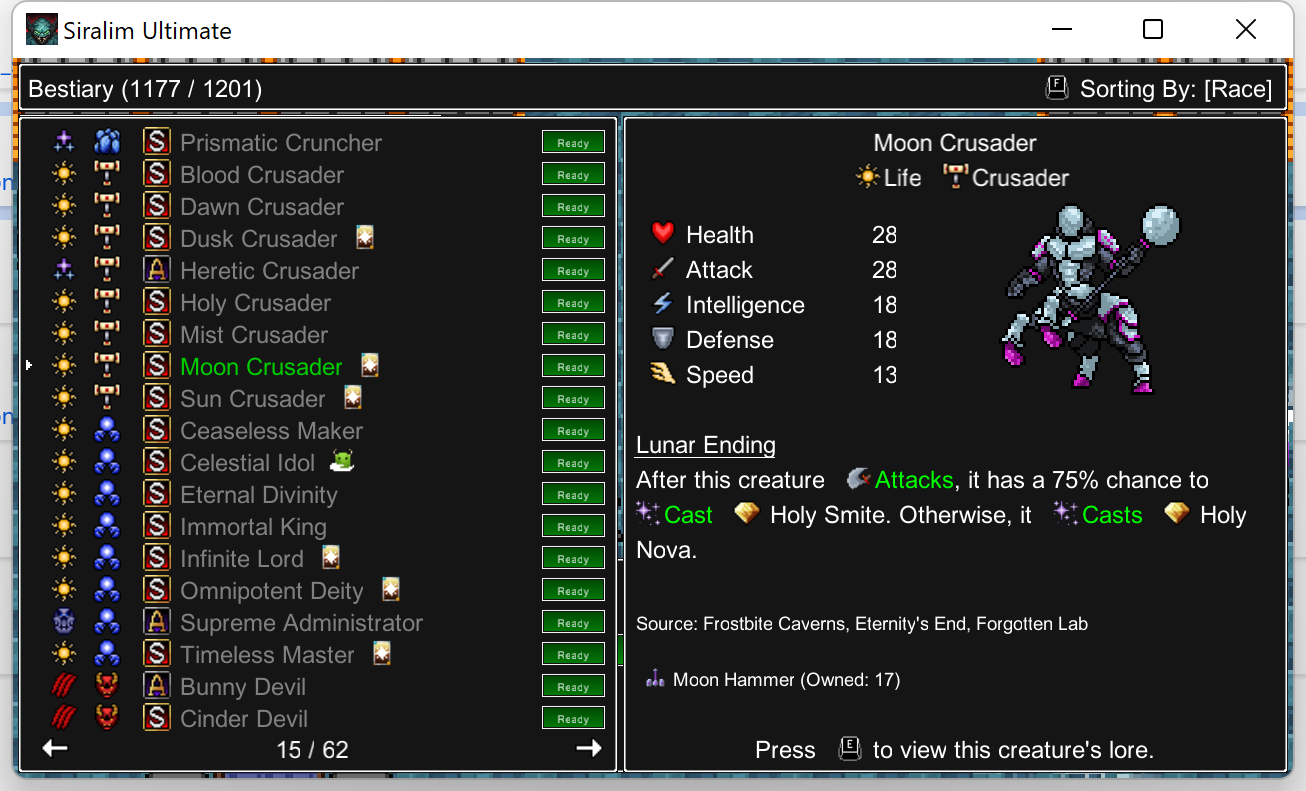 Siralim Ultimate
Bestiary (1177 / 1201)
F Sorting By: [Race]
S Prismatic Cruncher Ready
S Blood Crusader Ready
S Dawn Crusader Ready
S Dusk Crusader Ready
A Heretic Crusader Ready
S Holy Crusader Ready
S Mist Crusader Ready
S Moon Crusader Ready
S Sun Crusader Ready
S Ceaseless Maker Ready
S Celestial Idol Ready
S Eternal Divinity Ready
S Immortal King Ready
S Infinite Lord Ready
S Omnipotent Deity Ready
A Supreme Administrator Ready
S Timeless Master Ready
A Bunny Devil Ready
S Cinder Devil Ready
15 / 62
Moon Crusader
Life Crusader
Health 28
Attack 28
Intelligence 18
Defense 18
Speed 13
Lunar Ending
After this creature Attacks, it has a 75% chance to
Cast Holy Smite. Otherwise, it Casts Holy
Nova.
Source: Frostbite Caverns, Eternity's End, Forgotten Lab
Moon Hammer (Owned: 17)
Press E to view this creature's lore.